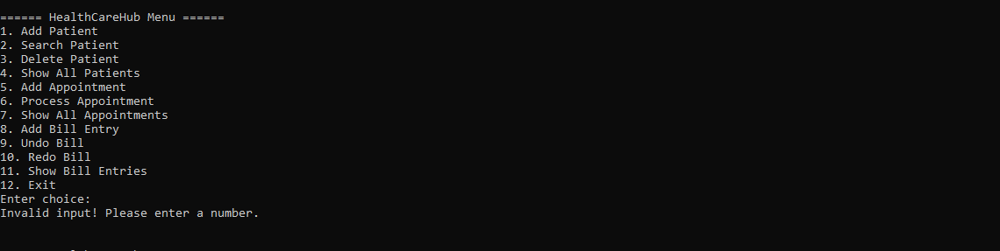 ====== HealthCareHub Menu ======
1. Add Patient
2. Search Patient
3. Delete Patient
4. Show All Patients
5. Add Appointment
6. Process Appointment
7. Show All Appointments
8. Add Bill Entry
9. Undo Bill
10. Redo Bill
11. Show Bill Entries
12. Exit
Enter choice:
Invalid input! Please enter a number.